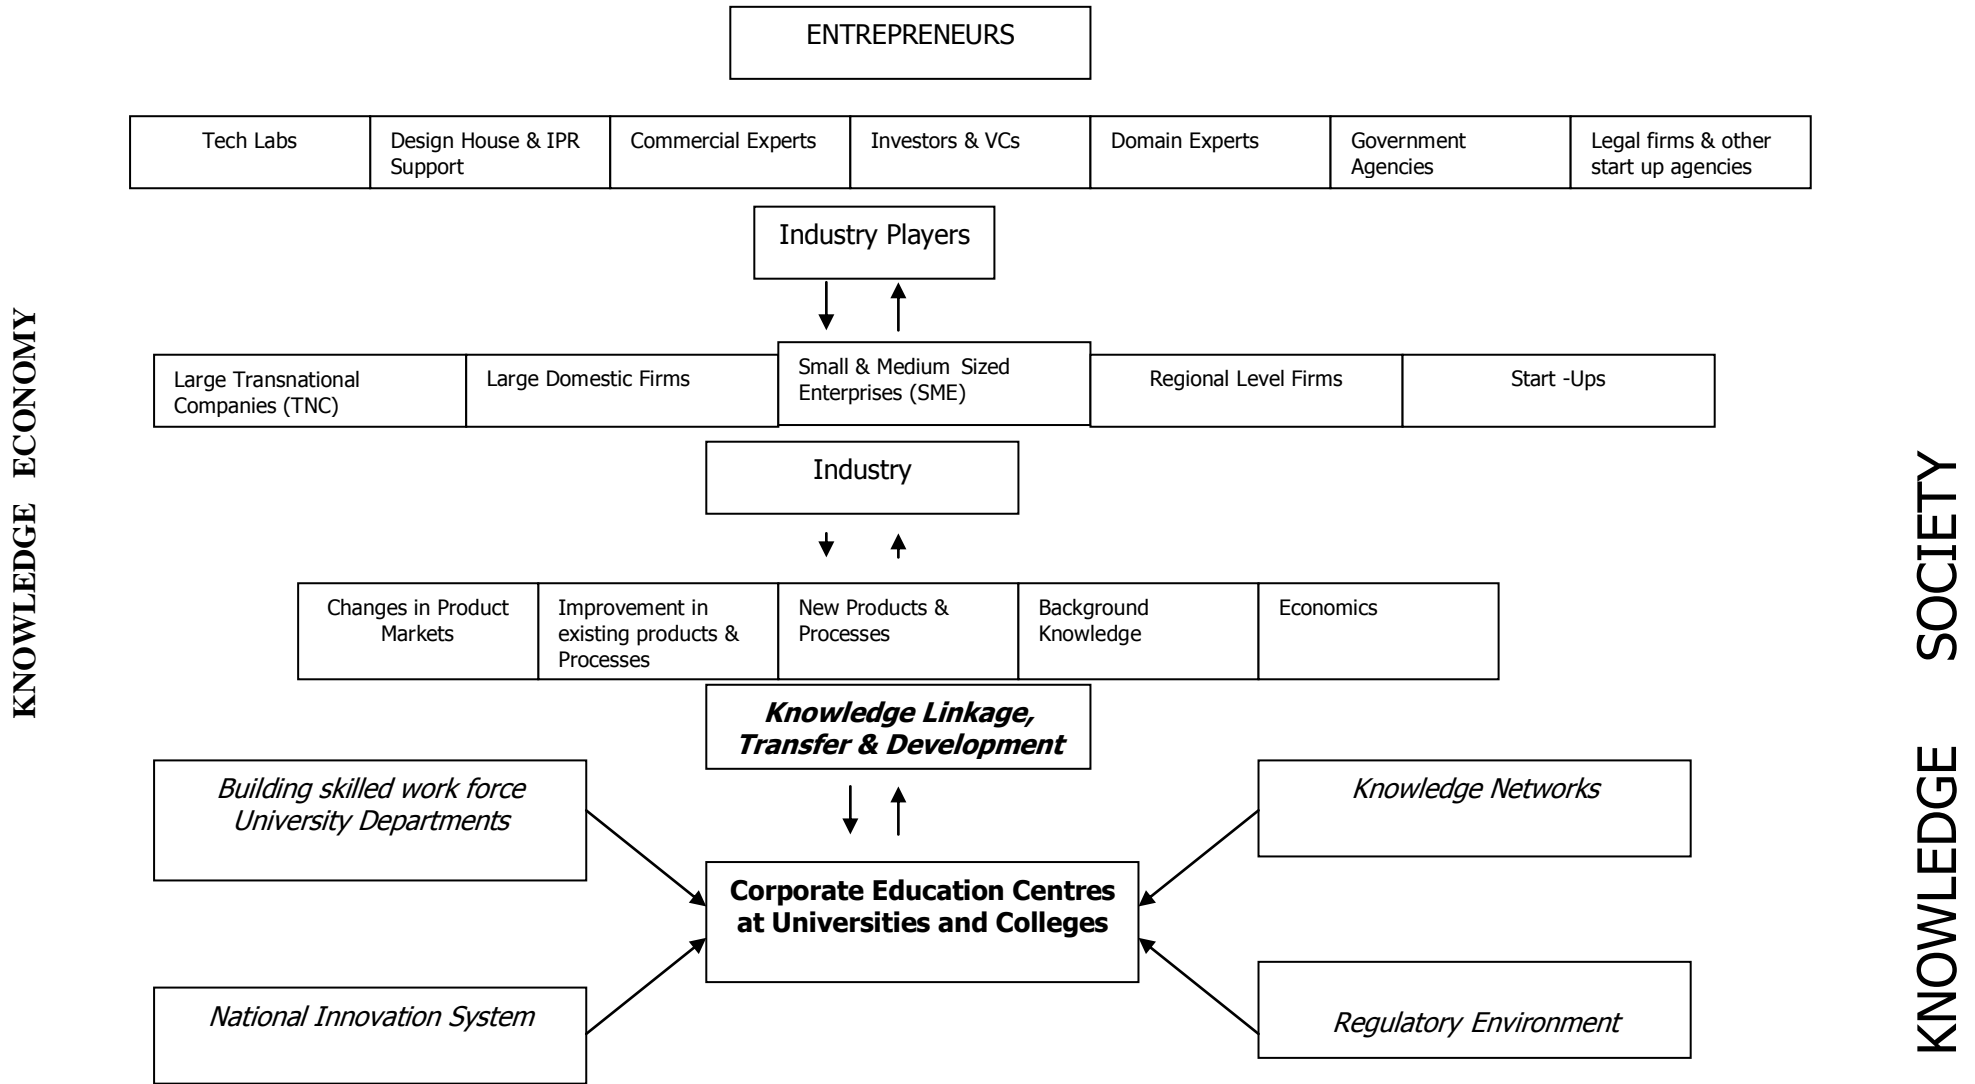 ENTREPRENEURS
Tech Labs
Design House & IPR
Support
Commercial Experts
Investors & VCs
Domain Experts
Government
Agencies
Legal firms & other
start up agencies
Industry Players
Large Transnational
Companies (TNC)
Large Domestic Firms
Small & Medium Sized
Enterprises (SME)
Regional Level Firms
Start -Ups
Industry
Changes in Product
Markets
Improvement in
existing products &
Processes
New Products &
Processes
Background
Knowledge
Economics
Knowledge Linkage,
Transfer & Development
Building skilled work force
University Departments
Knowledge Networks
Corporate Education Centres
at Universities and Colleges
National Innovation System
Regulatory Environment
KNOWLEDGE ECONOMY
KNOWLEDGE SOCIETY